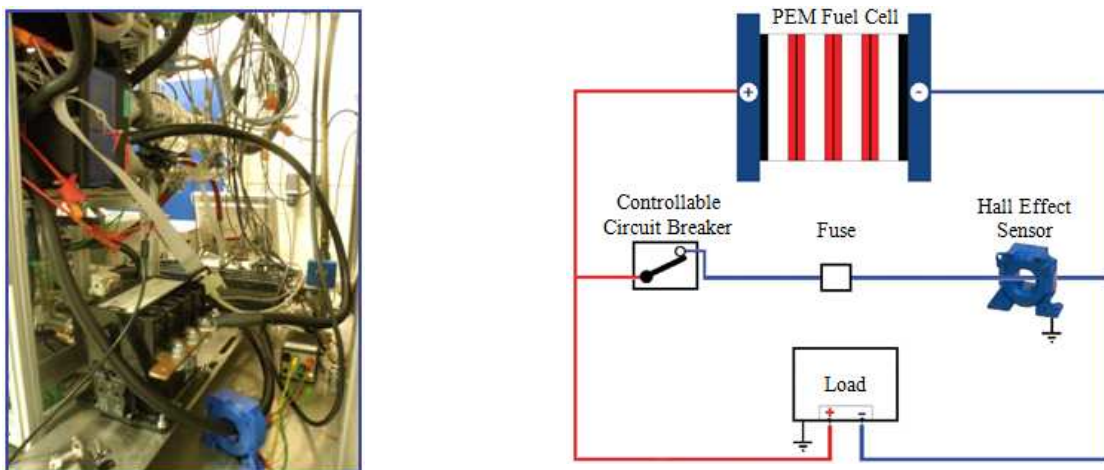 PEM Fuel Cell
+
-
Controllable
Circuit Breaker
Fuse
Hall Effect
Sensor
Load
+
-